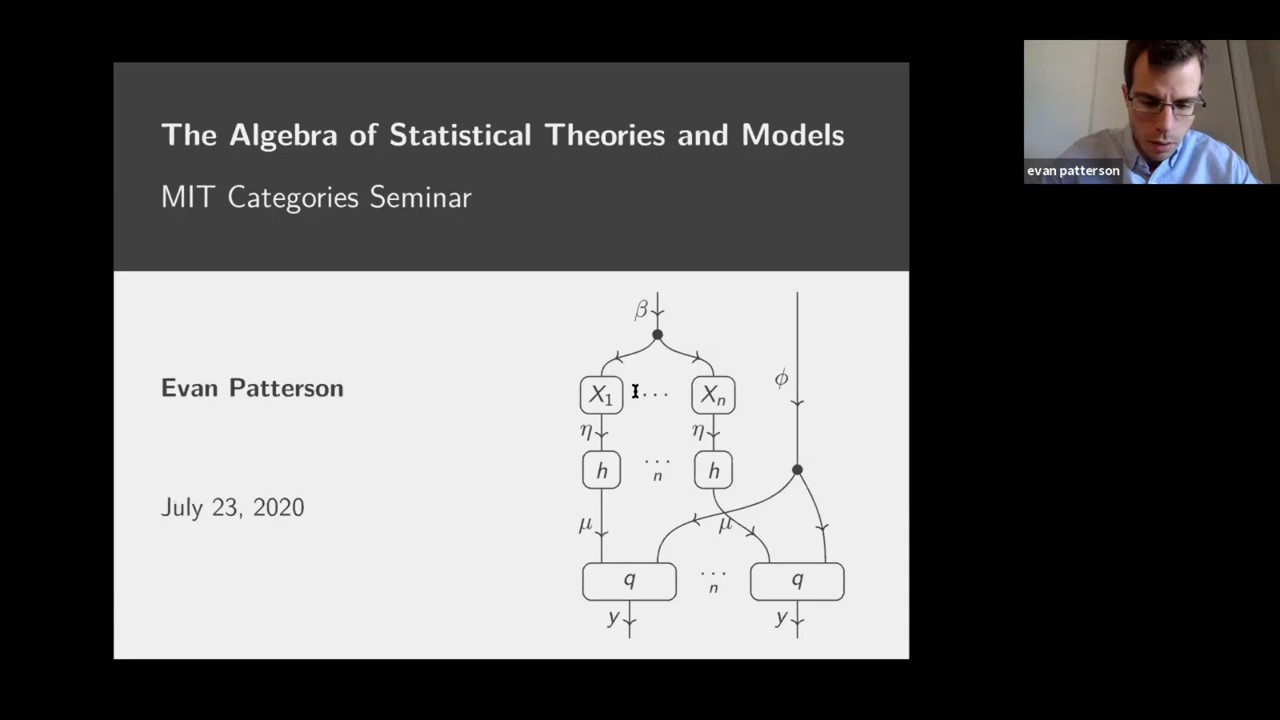 The Algebra of Statistical Theories and Models
MIT Categories Seminar
evan patterson
Evan Patterson
July 23, 2020
β
ϕ
X₁ ··· Xₙ
η η
h ··· n h
μ μ
q ··· n q
y y